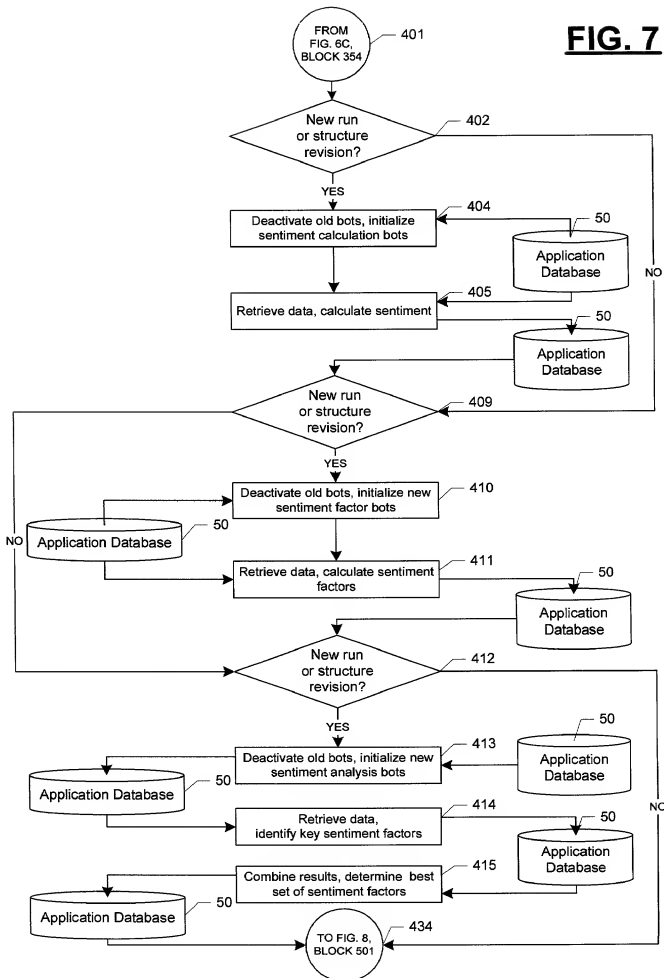 FROM
FIG. 6C,
BLOCK 354
401
FIG. 7
New run
or structure
revision?
402
YES
NO
Deactivate old bots, initialize
sentiment calculation bots
404
50
Application
Database
Retrieve data, calculate sentiment
405
50
Application
Database
New run
or structure
revision?
409
YES
NO
Deactivate old bots, initialize new
sentiment factor bots
410
50
Application Database
Retrieve data, calculate sentiment
factors
411
50
Application
Database
New run
or structure
revision?
412
YES
NO
Deactivate old bots, initialize new
sentiment analysis bots
413
50
Application
Database
50
Application Database
Retrieve data,
identify key sentiment factors
414
50
Application
Database
Combine results, determine best
set of sentiment factors
415
50
Application Database
TO FIG. 8,
BLOCK 501
434